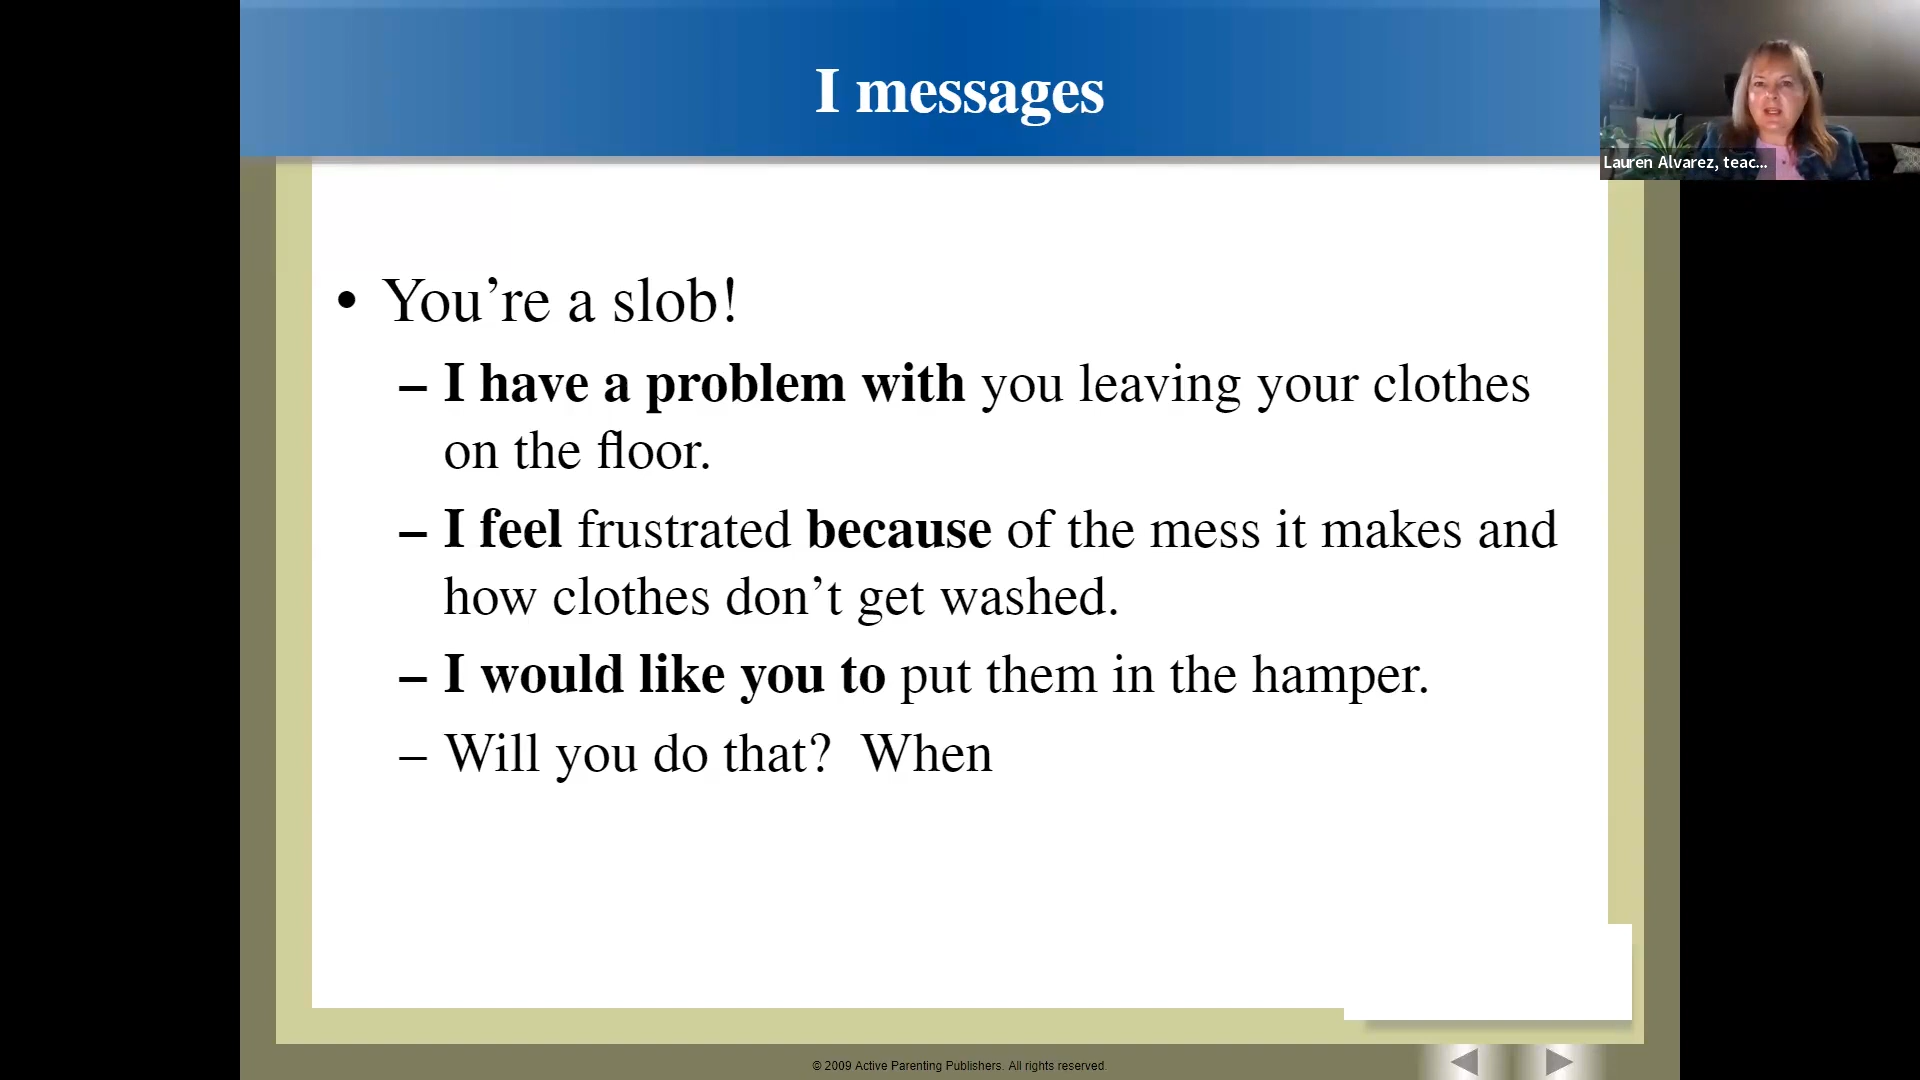 I messages
Lauren Alvarez, teac...
• You’re a slob!
– I have a problem with you leaving your clothes
on the floor.
– I feel frustrated because of the mess it makes and
how clothes don’t get washed.
– I would like you to put them in the hamper.
– Will you do that?  When
© 2009 Active Parenting Publishers. All rights reserved.